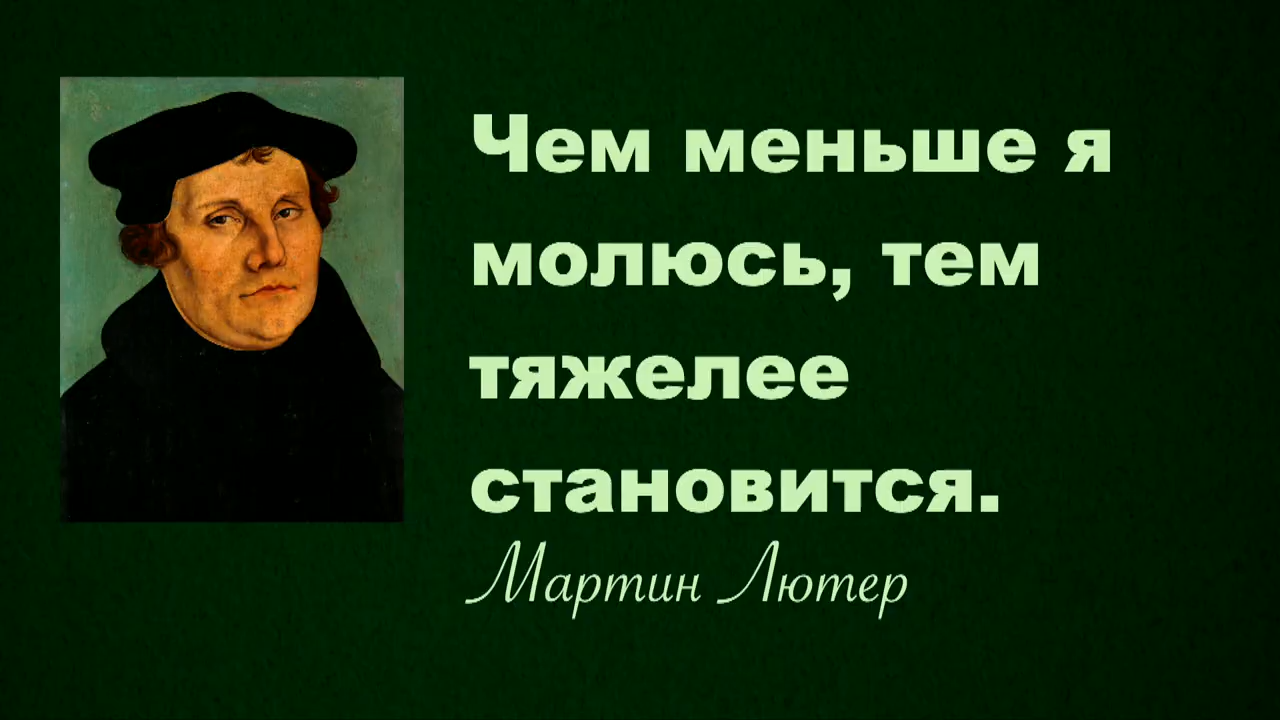 Чем меньше я
молюсь, тем
тяжелее
становится.
Мартин Лютер